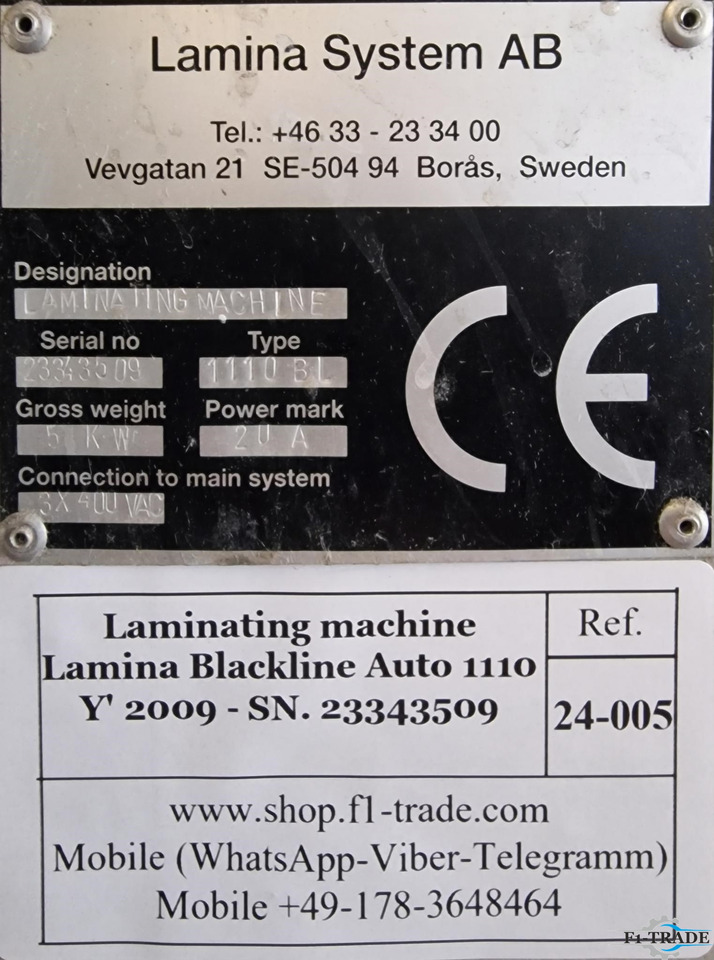 Lamina System AB
Tel.: +46 33 - 23 34 00
Vevgatan 21 SE-504 94 Borås, Sweden
Designation
LAMINATING MACHINE
Serial no Type
23343509 1110 BL
Gross weight Power mark
5 KW 20 A
Connection to main system
3X 400 VAC
CE
Laminating machine
Lamina Blackline Auto 1110
Y' 2009 - SN. 23343509
Ref.
24-005
www.shop.f1-trade.com
Mobile (WhatsApp-Viber-Telegramm)
Mobile +49-178-3648464
F1-TRADE